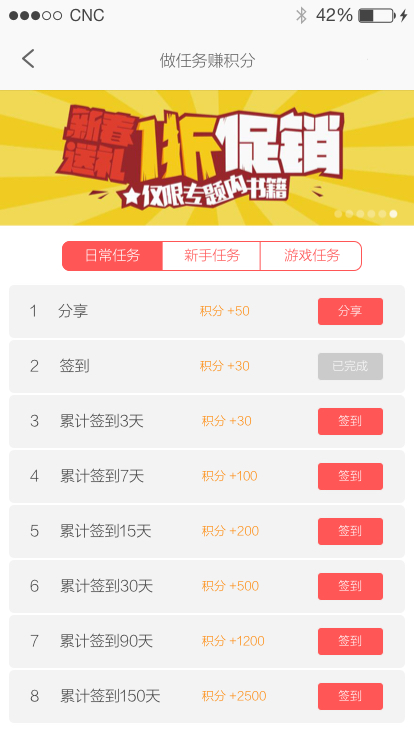 CNC 42%
做任务赚积分
新春送礼 1折促销
★仅限专题内书籍
日常任务 新手任务 游戏任务
1 分享 积分 +50 分享
2 签到 积分 +30 已完成
3 累计签到3天 积分 +30 签到
4 累计签到7天 积分 +100 签到
5 累计签到15天 积分 +200 签到
6 累计签到30天 积分 +500 签到
7 累计签到90天 积分 +1200 签到
8 累计签到150天 积分 +2500 签到